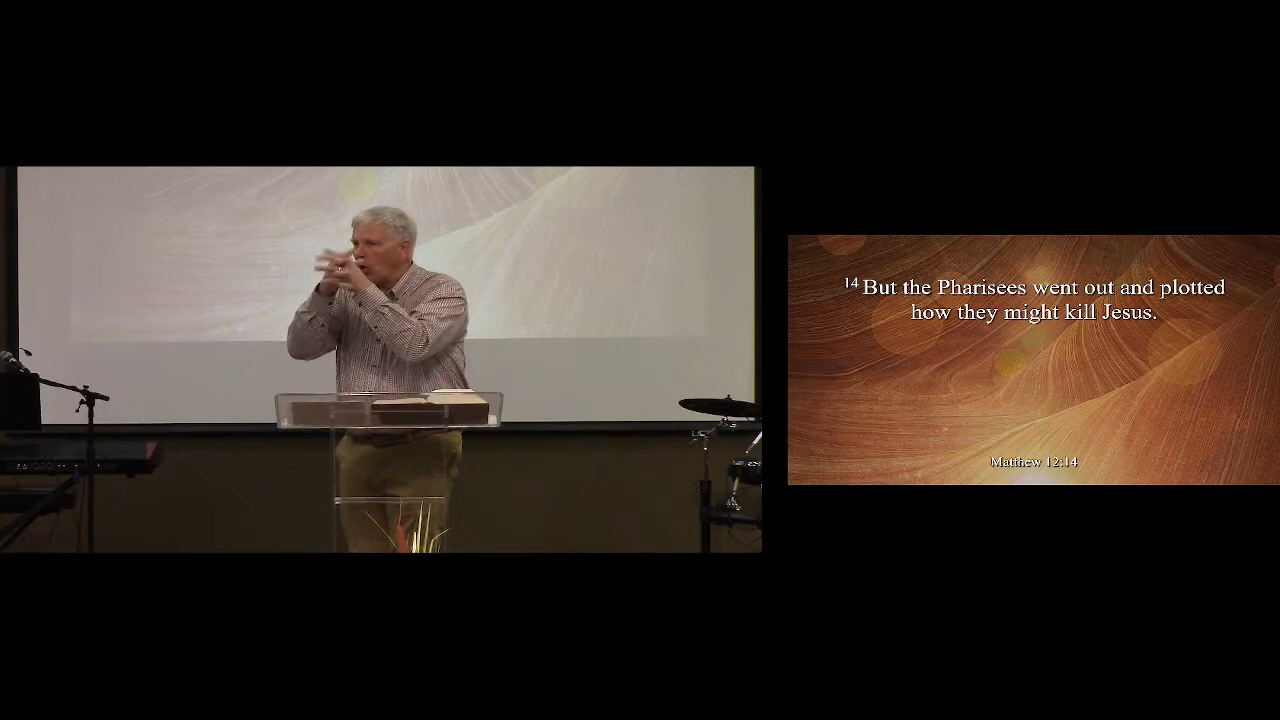 14 But the Pharisees went out and plotted
how they might kill Jesus.
Matthew 12:14